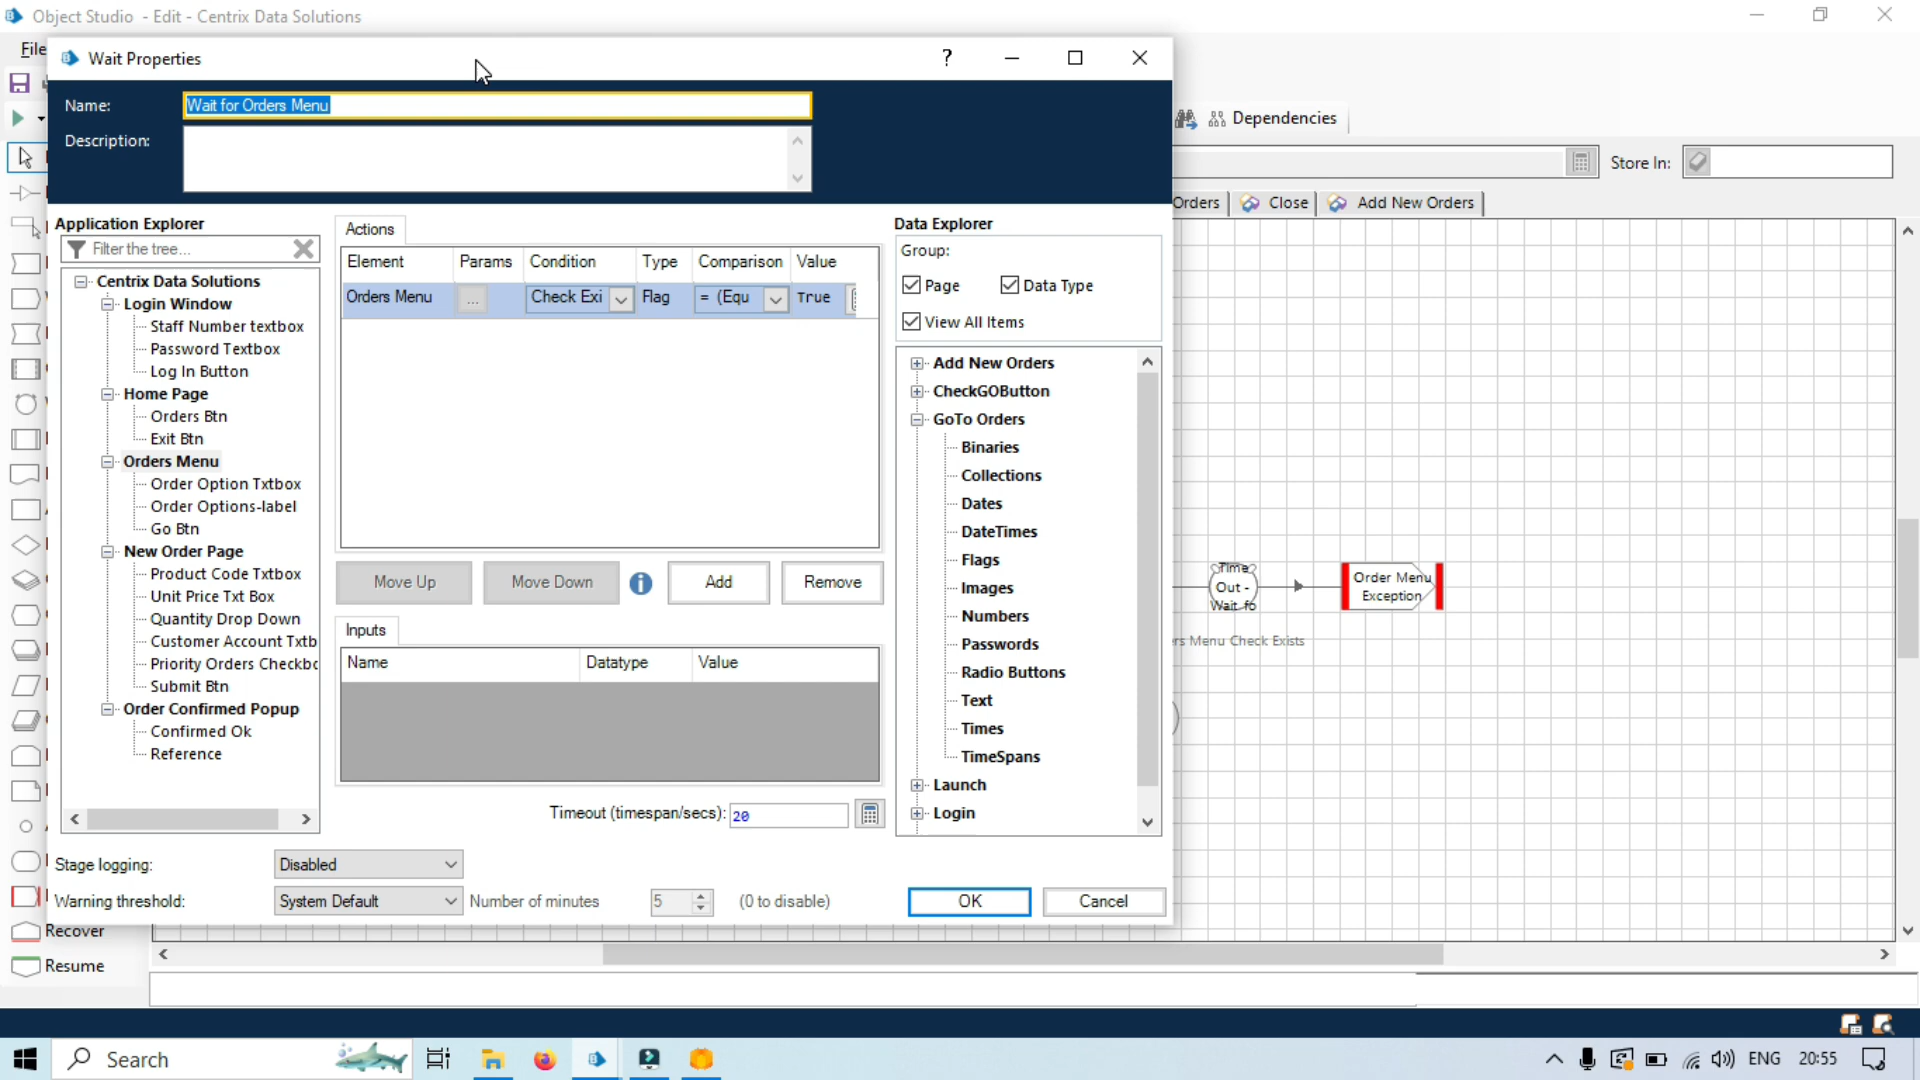 Object Studio - Edit - Centrix Data Solutions
File
Wait Properties
?
Name:
Wait for Orders Menu
Description:
Dependencies
Store In:
Orders
Close
Add New Orders
Application Explorer
Filter the tree...
Centrix Data Solutions
Login Window
Staff Number textbox
Password Textbox
Log In Button
Home Page
Orders Btn
Exit Btn
Orders Menu
Order Option Txtbox
Order Options-label
Go Btn
New Order Page
Product Code Txtbox
Unit Price Txt Box
Quantity Drop Down
Customer Account Txtb
Priority Orders Checkbo
Submit Btn
Order Confirmed Popup
Confirmed Ok
Reference
Actions
Element Params Condition Type Comparison Value
Orders Menu ... Check Exi Flag = (Equ True
Move Up
Move Down
Add
Remove
Inputs
Name Datatype Value
Timeout (timespan/secs): 20
Data Explorer
Group:
Page
Data Type
View All Items
Add New Orders
CheckGOButton
GoTo Orders
Binaries
Collections
Dates
DateTimes
Flags
Images
Numbers
Passwords
Radio Buttons
Text
Times
TimeSpans
Launch
Login
Stage logging: Disabled
Warning threshold: System Default Number of minutes 5 (0 to disable)
OK
Cancel
Time
Out -
Wait fo
Order Menu
Exception
rs Menu Check Exists
Recover
Resume
Search
ENG
20:55